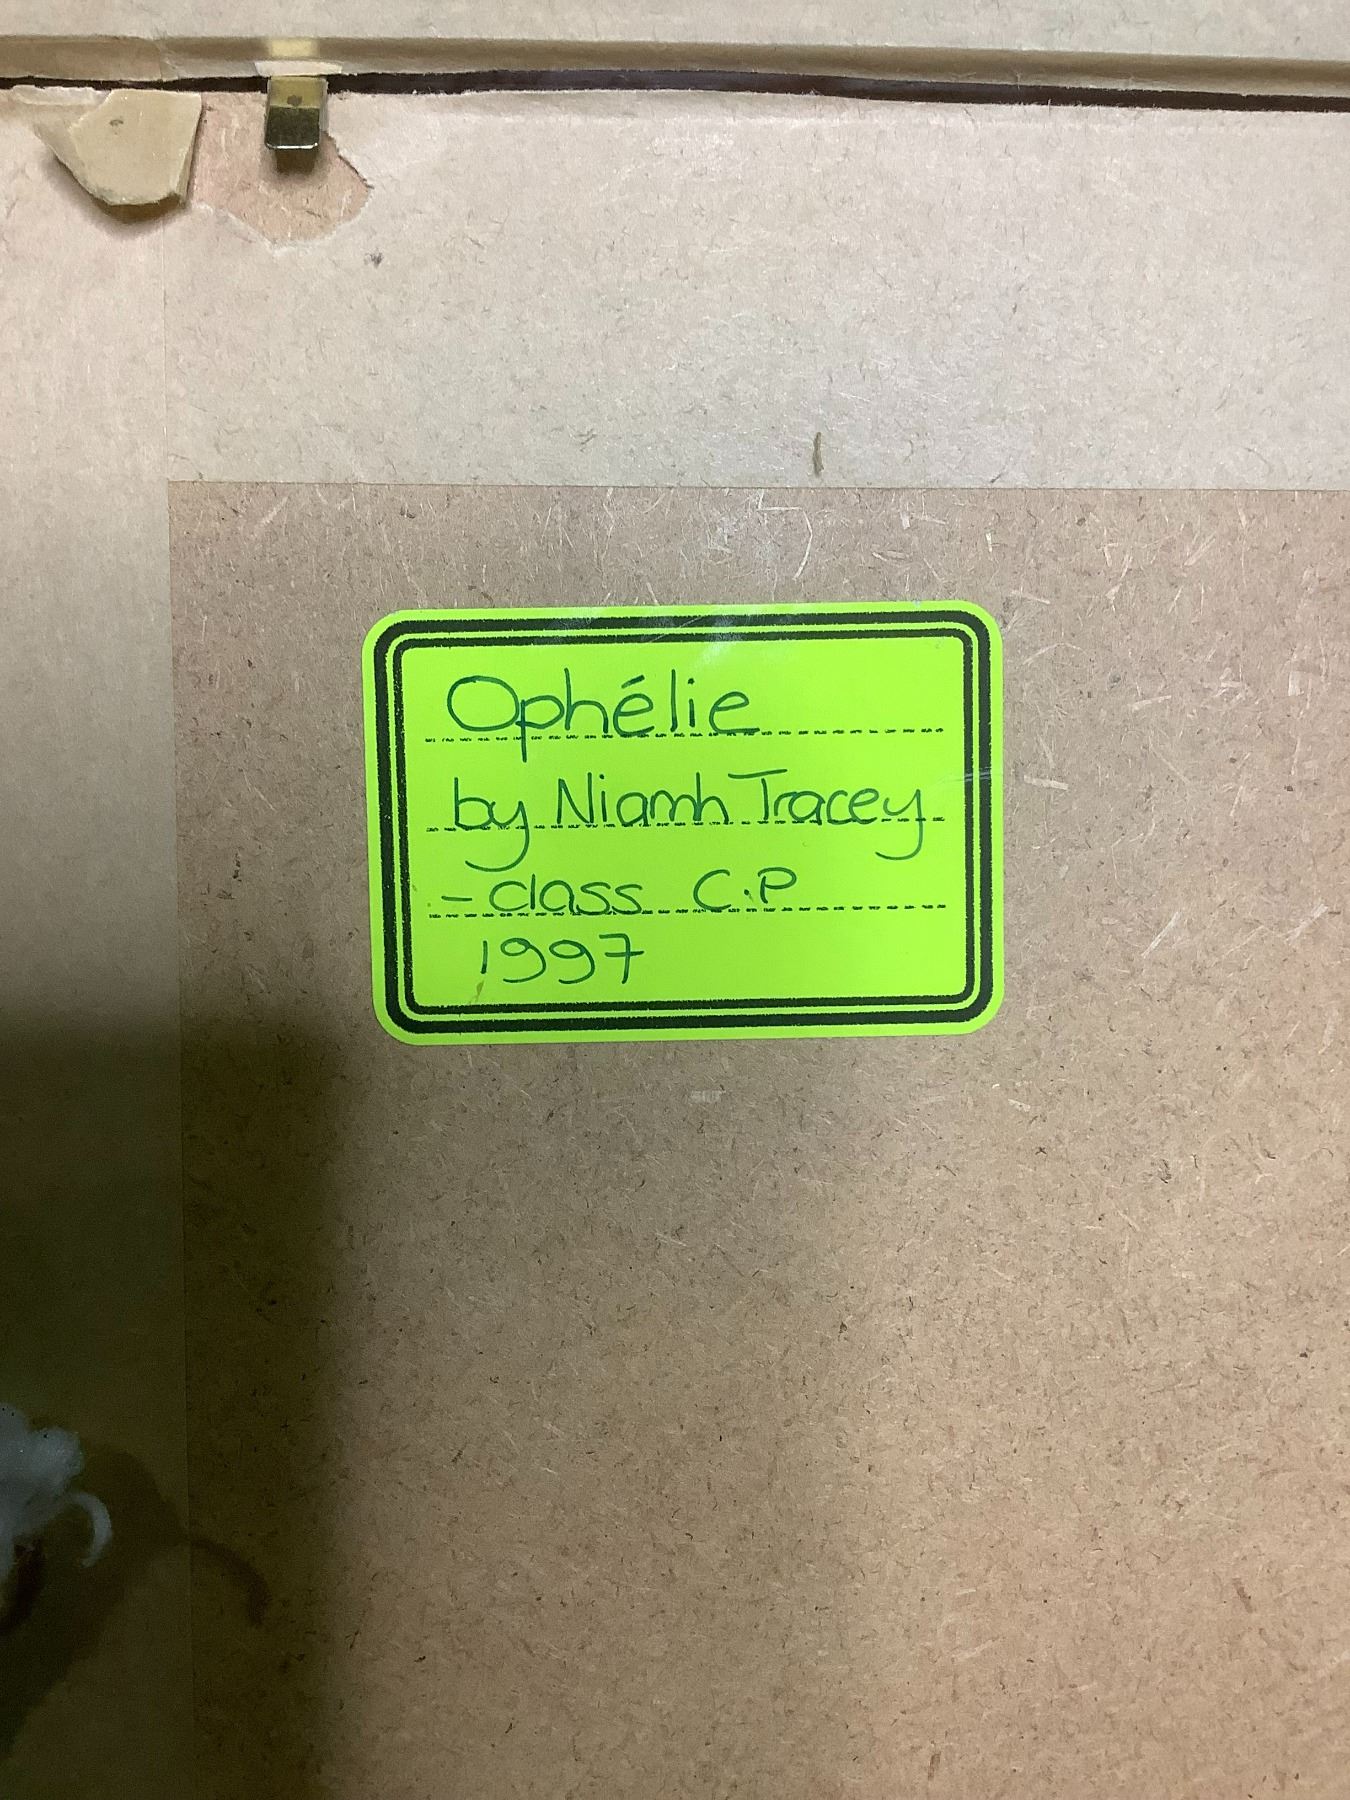 Ophélie
by Niamh Tracey
- class C.P
1997